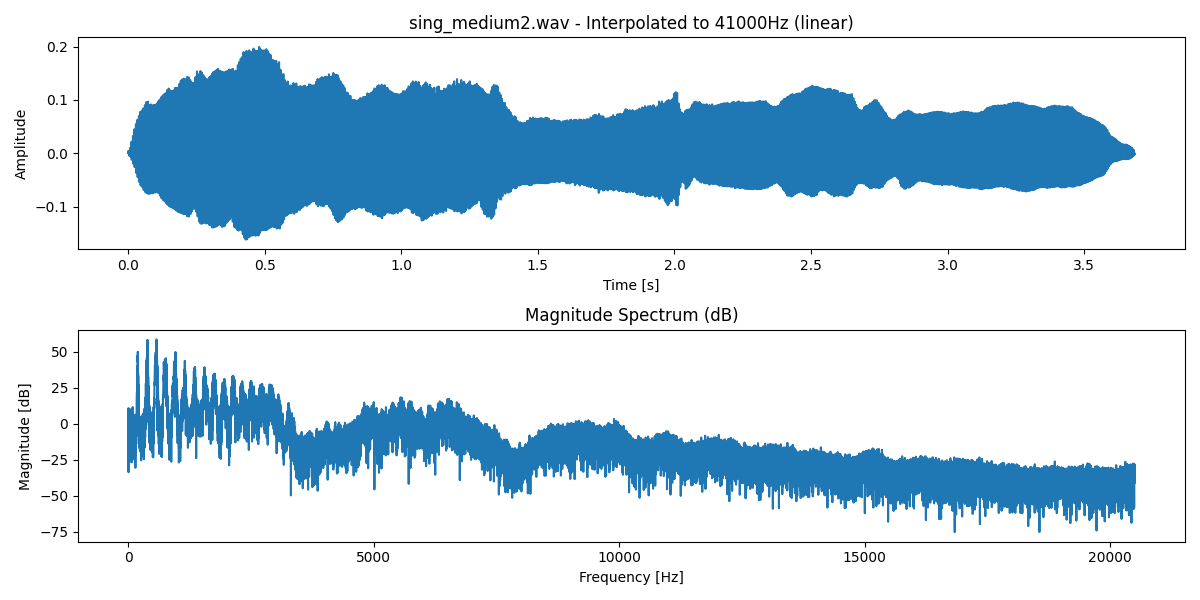 sing_medium2.wav - Interpolated to 41000Hz (linear)
0.2
0.1
0.0
−0.1
Amplitude
0.0 0.5 1.0 1.5 2.0 2.5 3.0 3.5
Time [s]
Magnitude Spectrum (dB)
50
25
0
−25
−50
−75
Magnitude [dB]
0 5000 10000 15000 20000
Frequency [Hz]